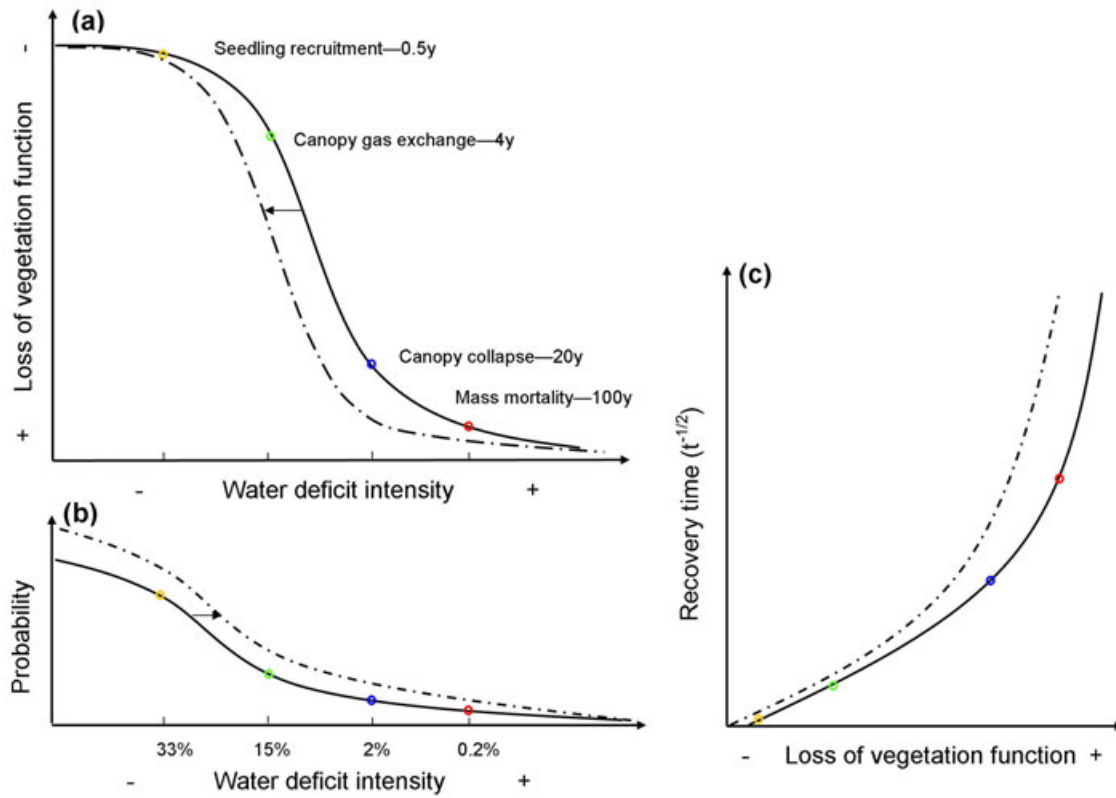 (a)
Loss of vegetation function
-
+
Seedling recruitment—0.5y
Canopy gas exchange—4y
Canopy collapse—20y
Mass mortality—100y
- Water deficit intensity +
(b)
Probability
33% 15% 2% 0.2%
- Water deficit intensity +
(c)
Recovery time (t-1/2)
- Loss of vegetation function +